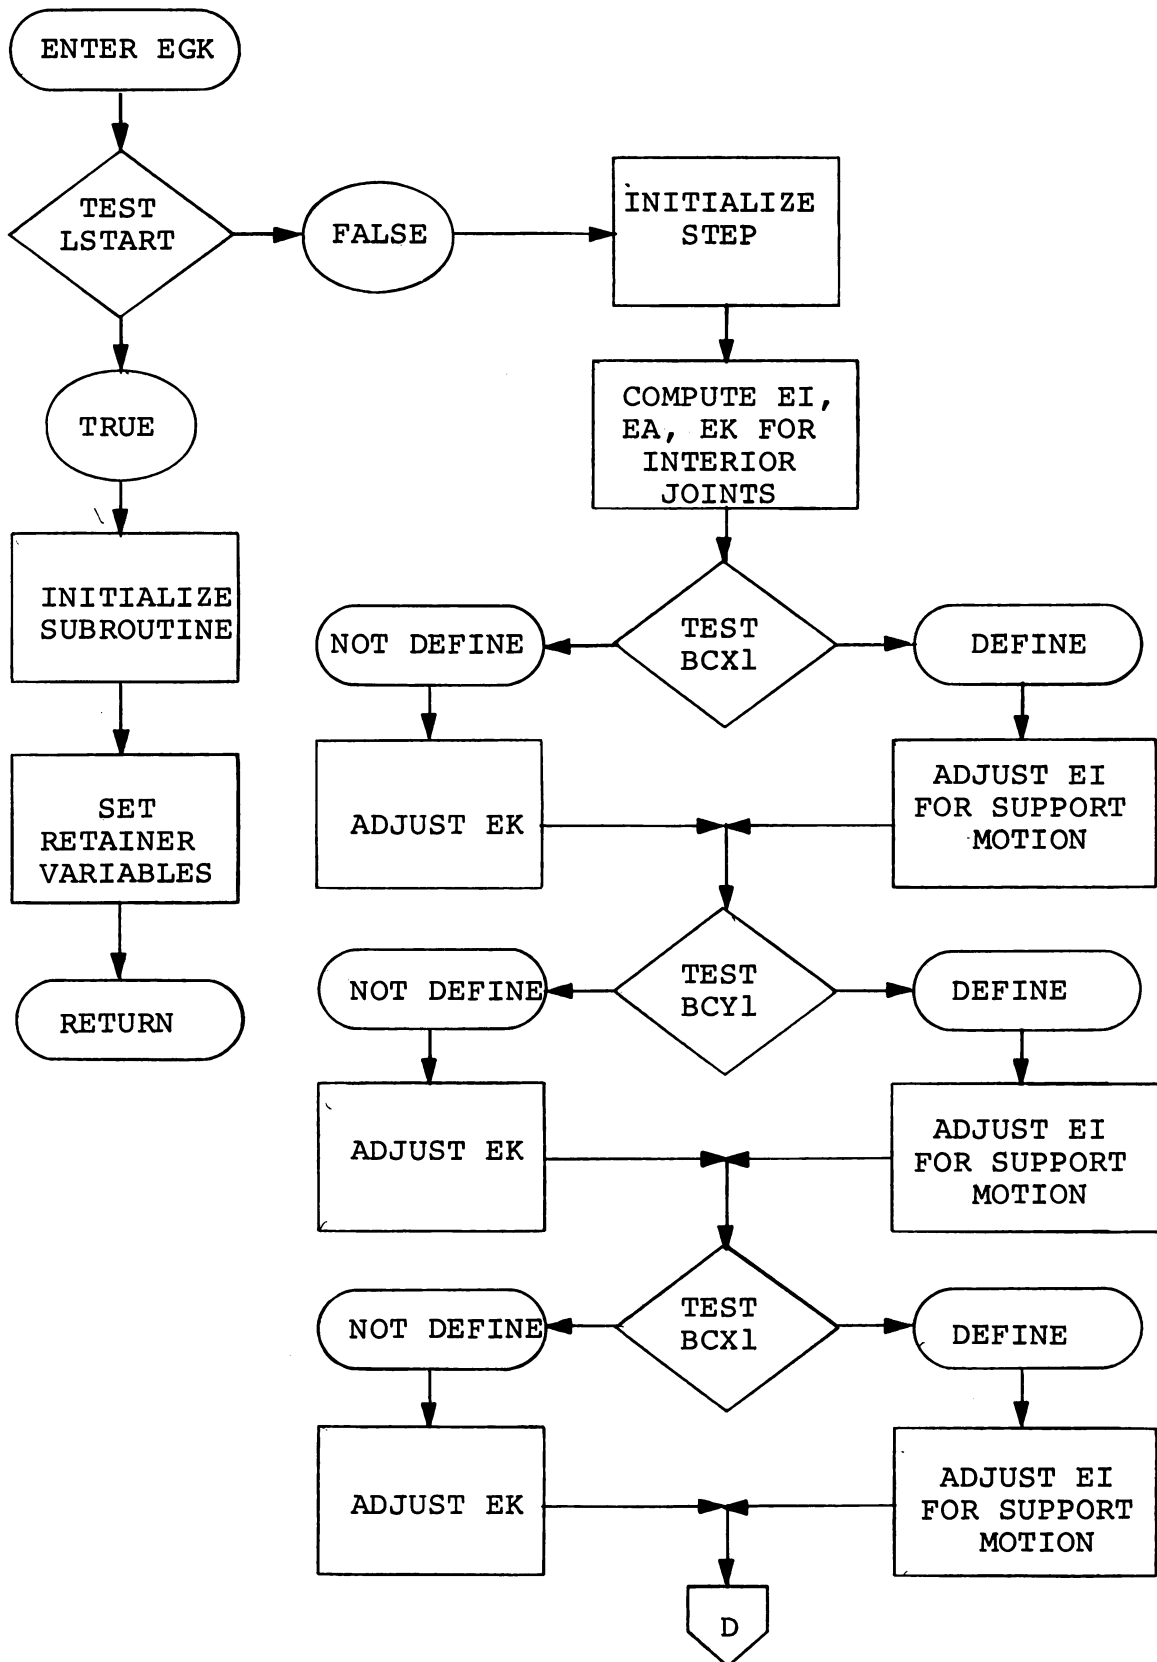 ENTER EGK
TEST
LSTART
FALSE
INITIALIZE
STEP
TRUE
COMPUTE EI,
EA, EK FOR
INTERIOR
JOINTS
INITIALIZE
SUBROUTINE
SET
RETAINER
VARIABLES
RETURN
TEST
BCX1
NOT DEFINE
DEFINE
ADJUST EK
ADJUST EI
FOR SUPPORT
MOTION
TEST
BCY1
NOT DEFINE
DEFINE
ADJUST EK
ADJUST EI
FOR SUPPORT
MOTION
TEST
BCX1
NOT DEFINE
DEFINE
ADJUST EK
ADJUST EI
FOR SUPPORT
MOTION
D